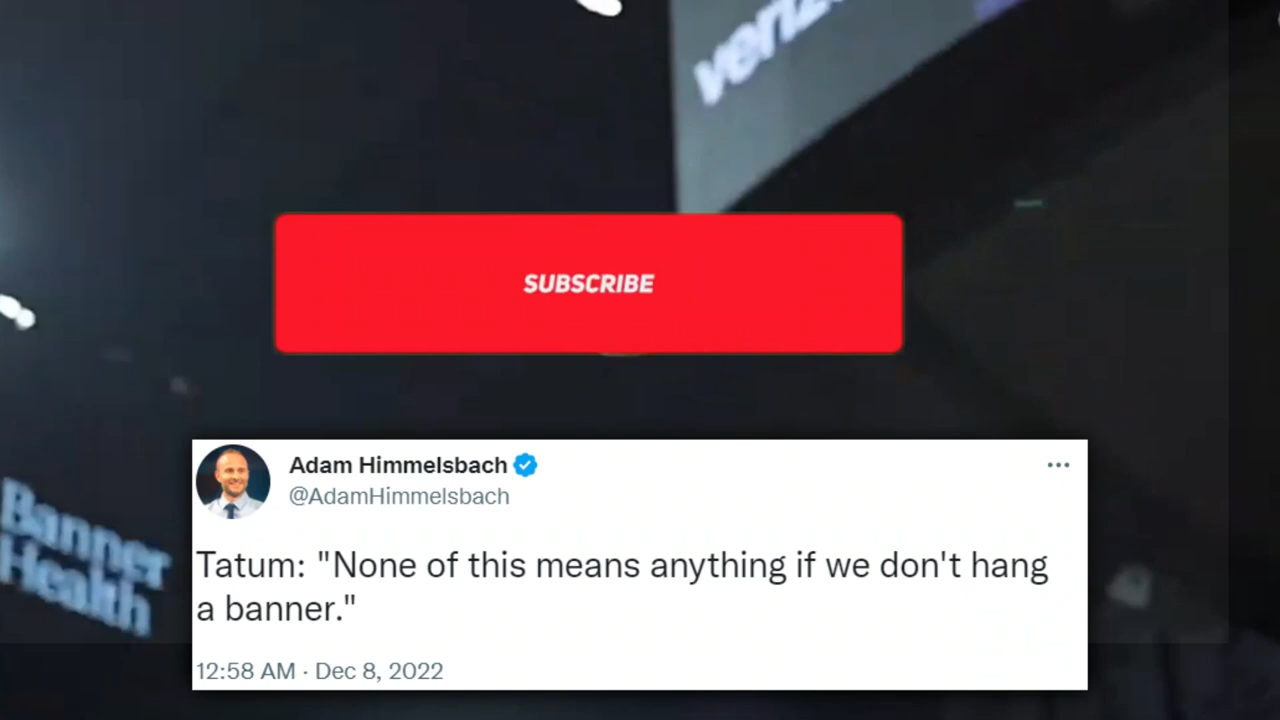 SUBSCRIBE
Banner
Health
Adam Himmelsbach
@AdamHimmelsbach
Tatum: "None of this means anything if we don't hang
a banner."
12:58 AM · Dec 8, 2022